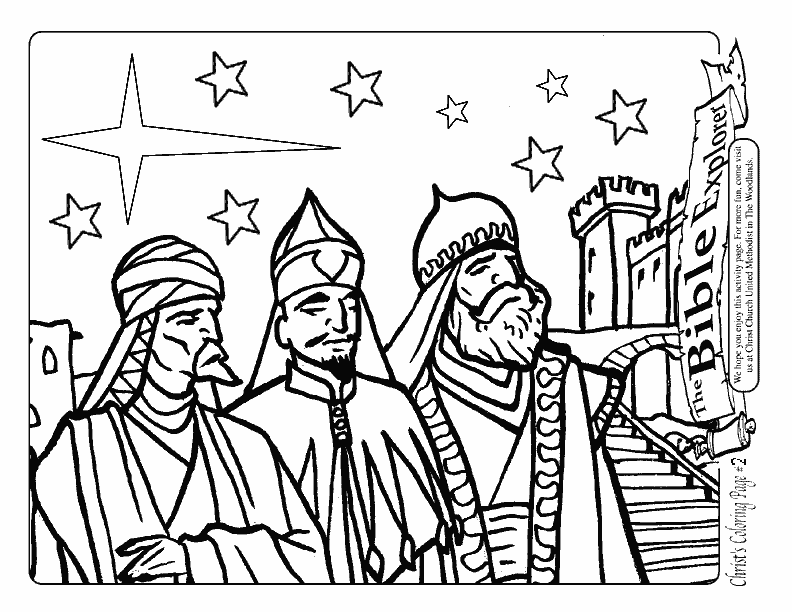 The Bible Explorer
We hope you enjoy this activity page. For more fun, come visit
us at Christ Church United Methodist in The Woodlands.
Christ's Coloring Page #2